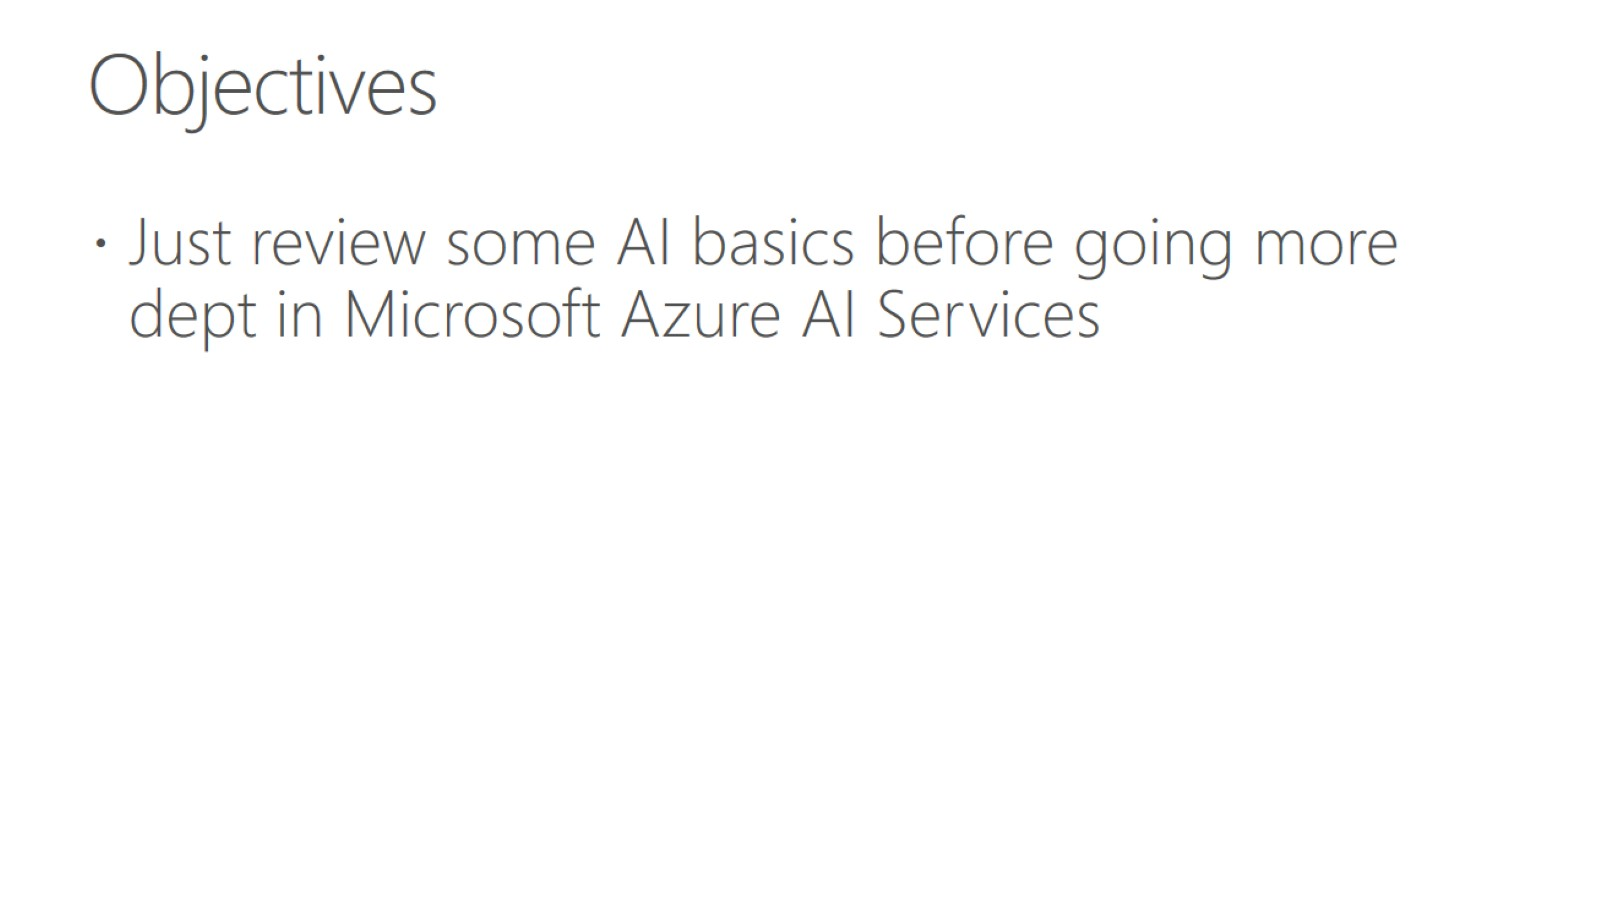 Objectives
• Just review some AI basics before going more
dept in Microsoft Azure AI Services